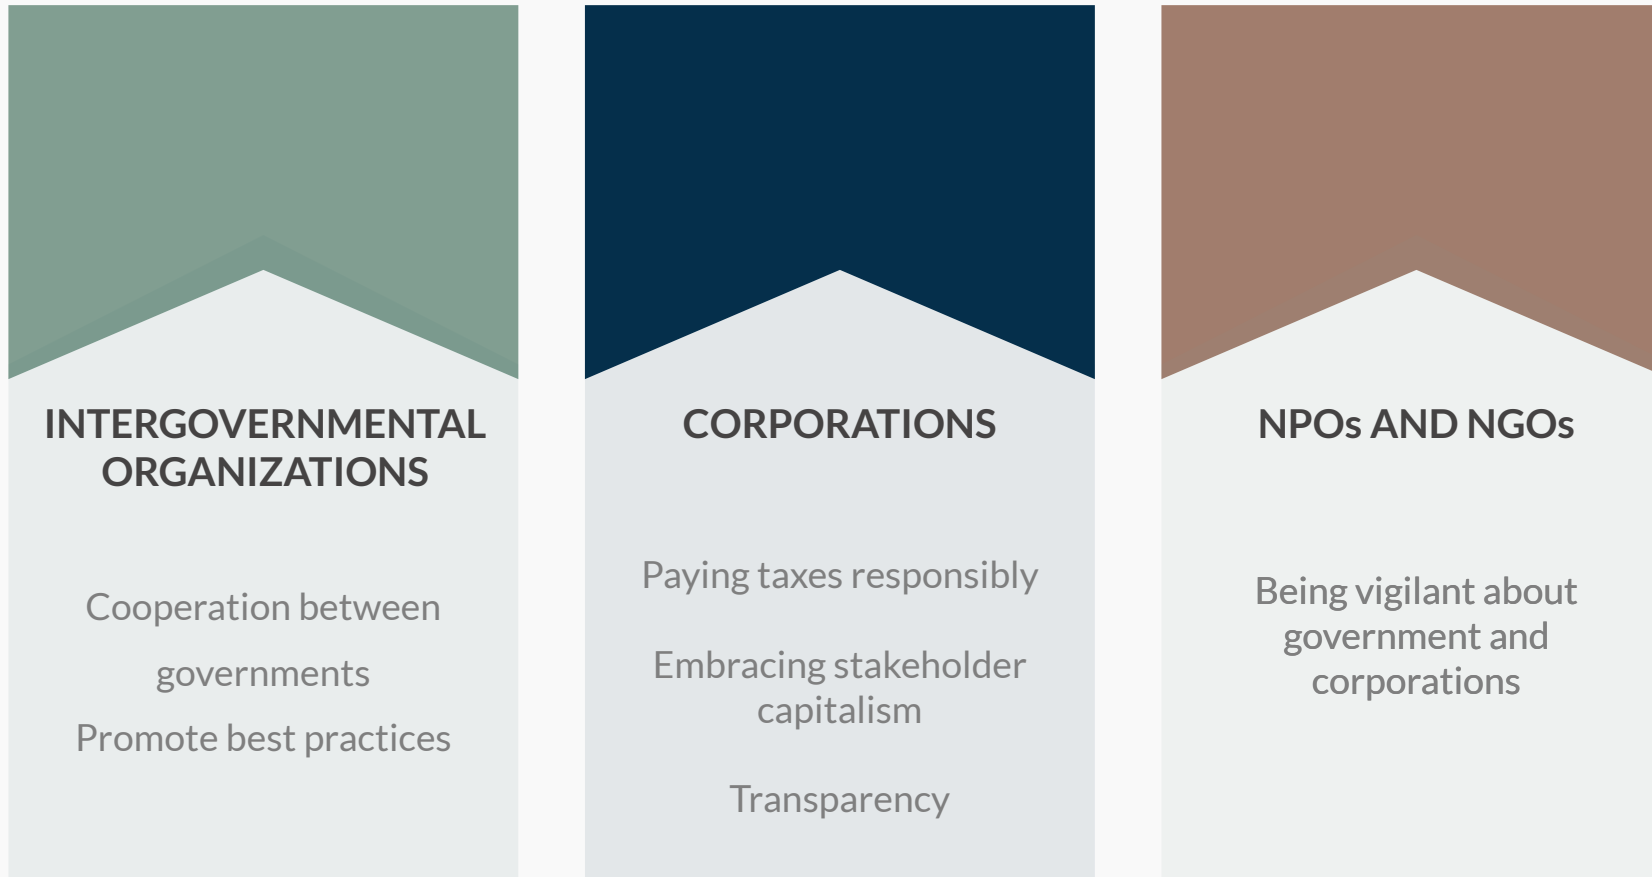 INTERGOVERNMENTAL
ORGANIZATIONS
Cooperation between
governments
Promote best practices
CORPORATIONS
Paying taxes responsibly
Embracing stakeholder
capitalism
Transparency
NPOs AND NGOs
Being vigilant about
government and
corporations